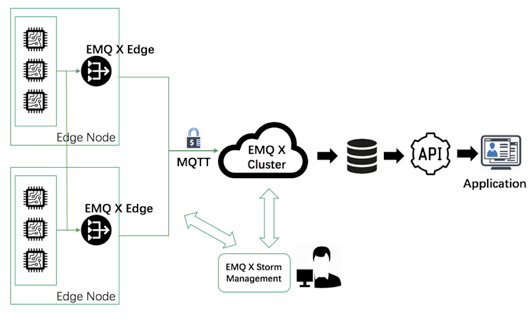 EMQ X Edge
Edge Node
MQTT
EMQ X
Cluster
API
Application
EMQ X Edge
Edge Node
EMQ X Storm
Management